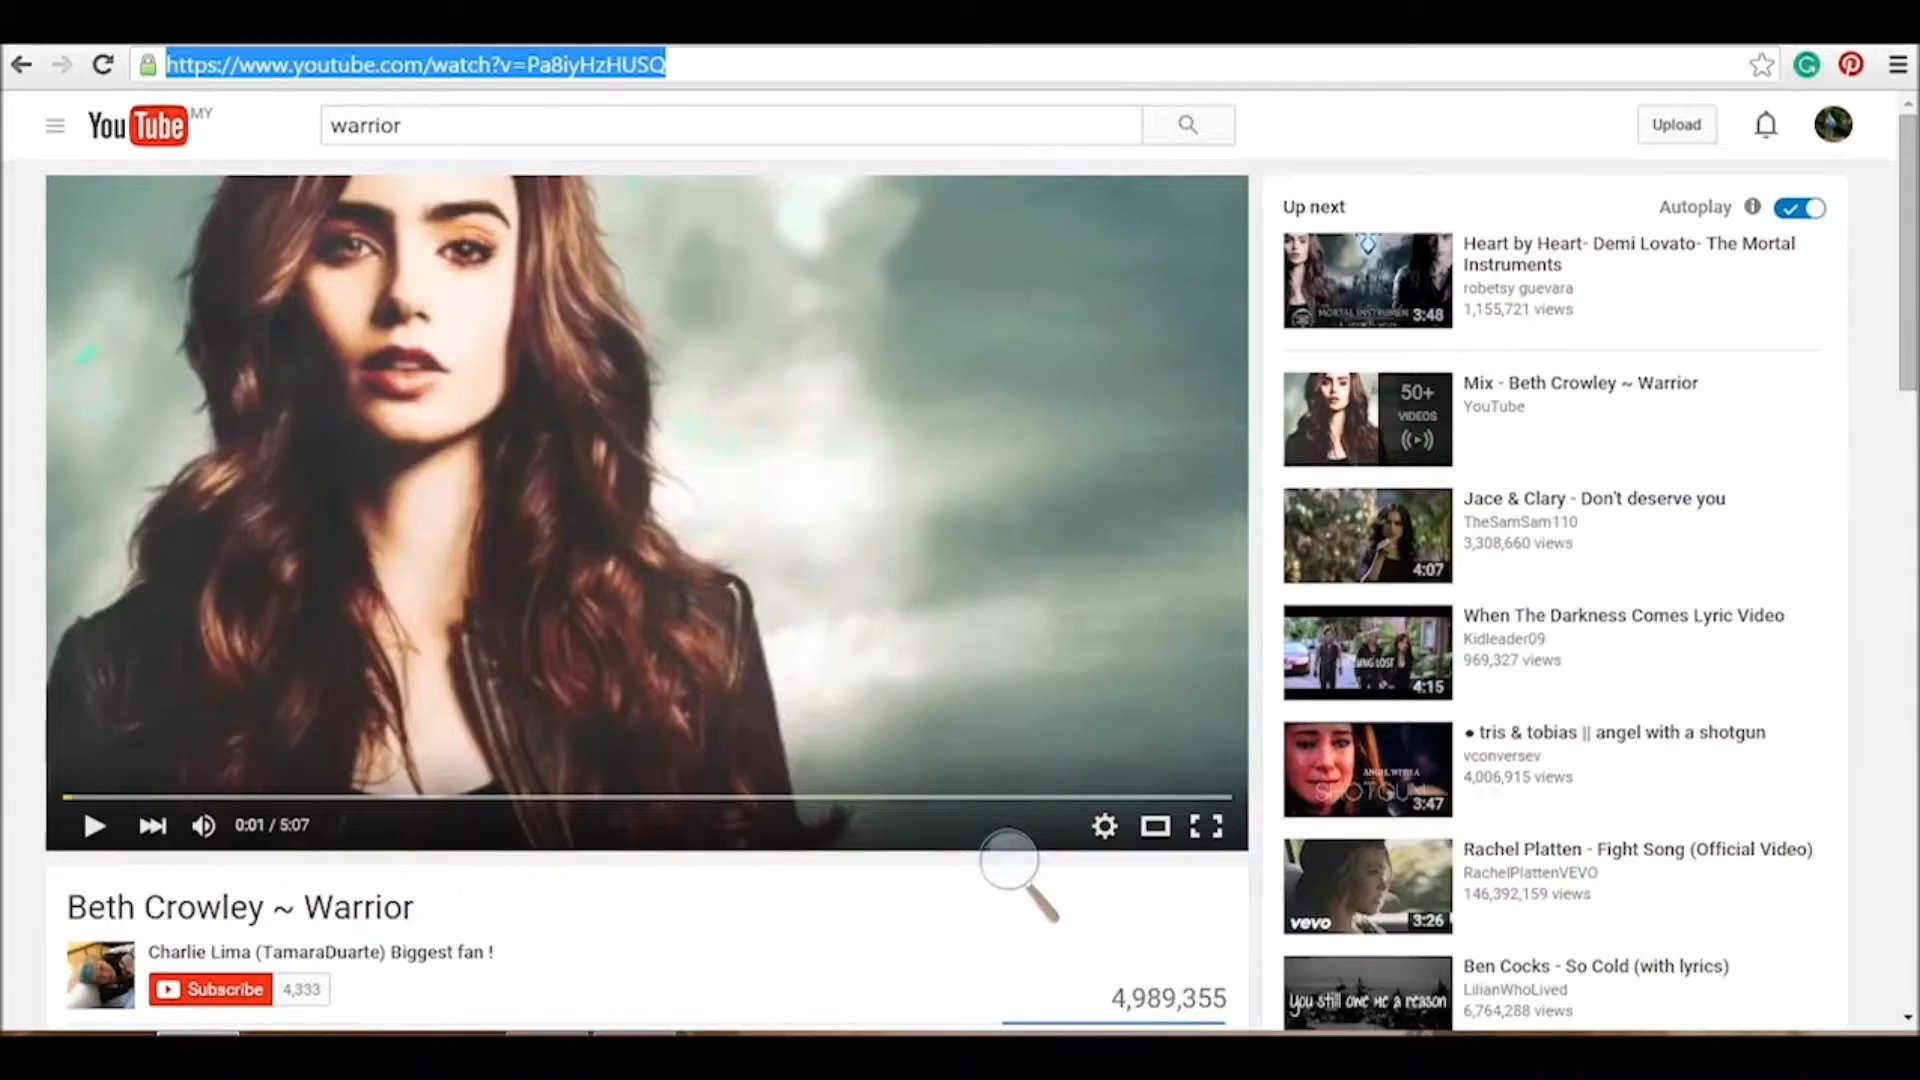 https://www.youtube.com/watch?v=Pa8iyHzHUSQ
YouTube MY
warrior
Upload
Up next
Autoplay
Heart by Heart- Demi Lovato- The Mortal
Instruments
robetsy guevara
1,155,721 views
MORTAL INSTRUMEN
3:48
Mix - Beth Crowley ~ Warrior
YouTube
50+
VIDEOS
Jace & Clary - Don't deserve you
TheSamSam110
3,308,660 views
4:07
When The Darkness Comes Lyric Video
Kidleader09
969,327 views
LOST
4:15
● tris & tobias || angel with a shotgun
vconversev
4,006,915 views
ANGEL WITH A
SHOTGUN
3:47
Rachel Platten - Fight Song (Official Video)
RachelPlattenVEVO
146,392,159 views
vevo
3:26
Ben Cocks - So Cold (with lyrics)
LilianWhoLived
6,764,288 views
You still owe me a reason
0:01 / 5:07
Beth Crowley ~ Warrior
Charlie Lima (TamaraDuarte) Biggest fan !
Subscribe 4,333
4,989,355